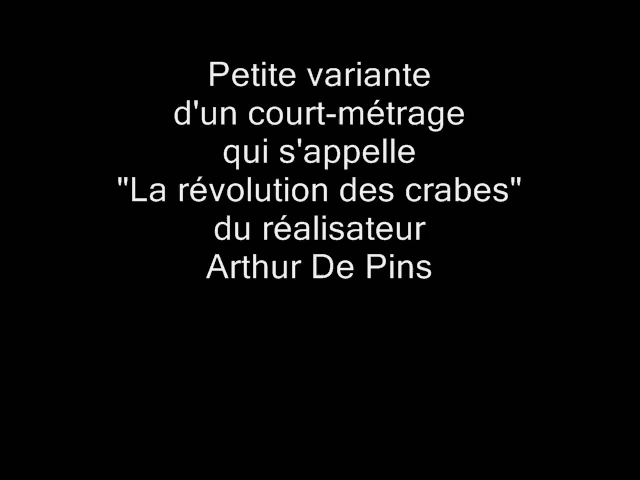 Petite variante
d'un court-métrage
qui s'appelle
"La révolution des crabes"
du réalisateur
Arthur De Pins